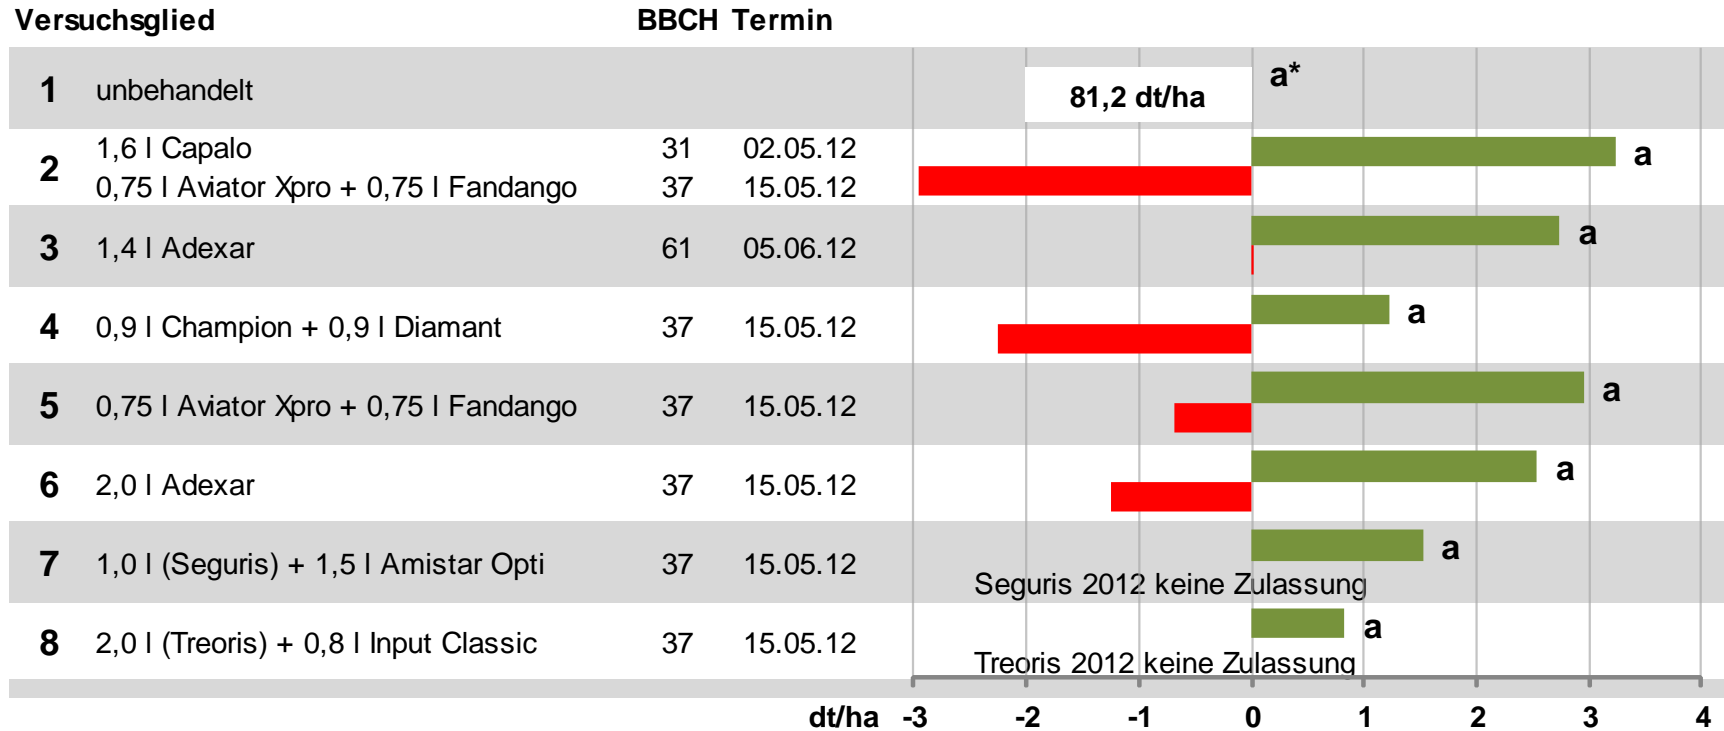 Versuchsglied BBCH Termin
1 unbehandelt 81,2 dt/ha a*
2 1,6 l Capalo 31 02.05.12 a
0,75 l Aviator Xpro + 0,75 l Fandango 37 15.05.12
3 1,4 l Adexar 61 05.06.12 a
4 0,9 l Champion + 0,9 l Diamant 37 15.05.12 a
5 0,75 l Aviator Xpro + 0,75 l Fandango 37 15.05.12 a
6 2,0 l Adexar 37 15.05.12 a
7 1,0 l (Seguris) + 1,5 l Amistar Opti 37 15.05.12 a
Seguris 2012 keine Zulassung
8 2,0 l (Treoris) + 0,8 l Input Classic 37 15.05.12 a
Treoris 2012 keine Zulassung
dt/ha -3 -2 -1 0 1 2 3 4